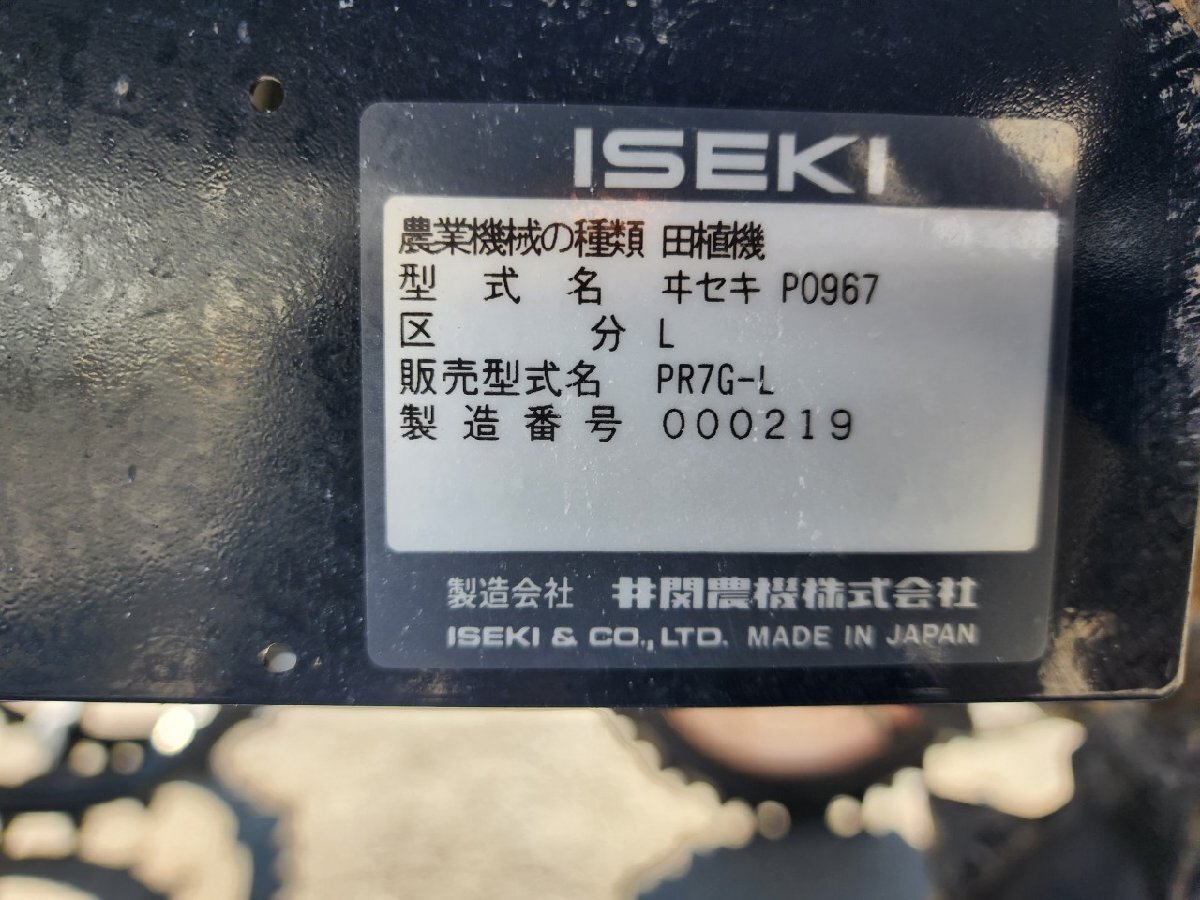 ISEKI
農業機械の種類 田植機
型式名 ヰセキ PO967
区分 L
販売型式名 PR7G-L
製造番号 000219
製造会社 井関農機株式会社
ISEKI & CO.,LTD. MADE IN JAPAN